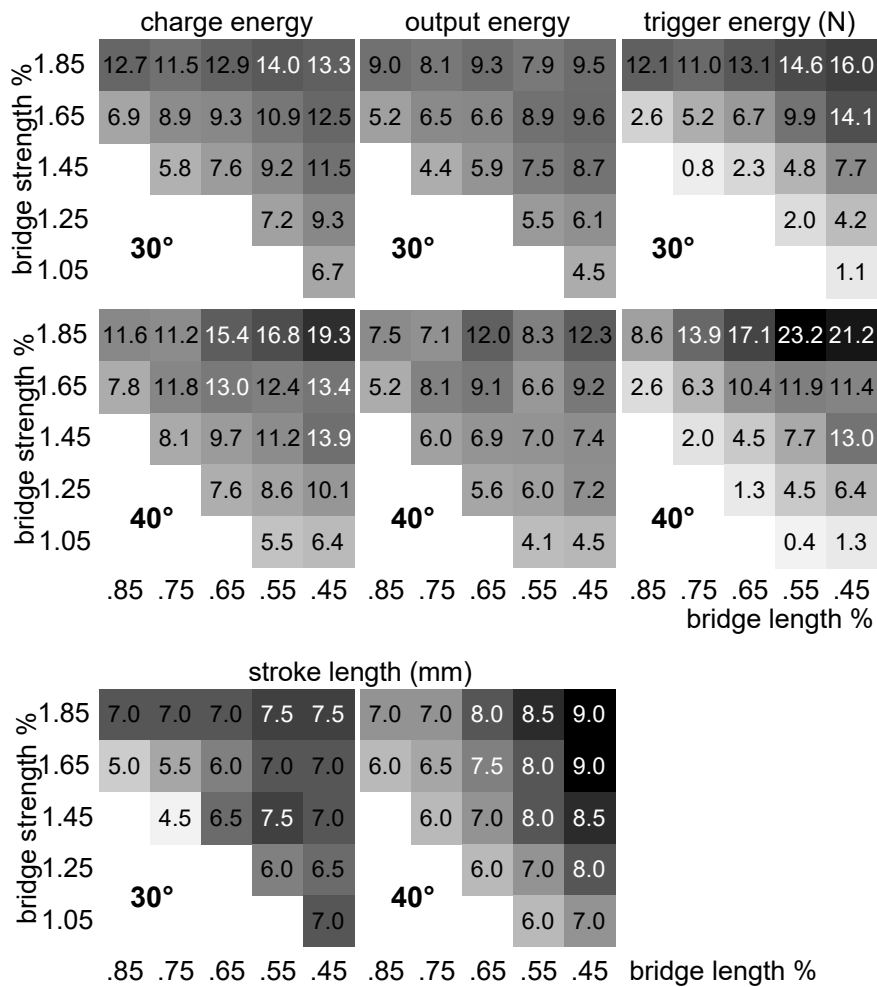 charge energy output energy trigger energy (N)
bridge strength %
1.85 12.7 11.5 12.9 14.0 13.3 9.0 8.1 9.3 7.9 9.5 12.1 11.0 13.1 14.6 16.0
1.65 6.9 8.9 9.3 10.9 12.5 5.2 6.5 6.6 8.9 9.6 2.6 5.2 6.7 9.9 14.1
1.45 5.8 7.6 9.2 11.5 4.4 5.9 7.5 8.7 0.8 2.3 4.8 7.7
1.25 7.2 9.3 5.5 6.1 2.0 4.2
30° 30° 30°
1.05 6.7 4.5 1.1
bridge strength %
1.85 11.6 11.2 15.4 16.8 19.3 7.5 7.1 12.0 8.3 12.3 8.6 13.9 17.1 23.2 21.2
1.65 7.8 11.8 13.0 12.4 13.4 5.2 8.1 9.1 6.6 9.2 2.6 6.3 10.4 11.9 11.4
1.45 8.1 9.7 11.2 13.9 6.0 6.9 7.0 7.4 2.0 4.5 7.7 13.0
1.25 7.6 8.6 10.1 5.6 6.0 7.2 1.3 4.5 6.4
40° 40° 40°
1.05 5.5 6.4 4.1 4.5 0.4 1.3
.85 .75 .65 .55 .45 .85 .75 .65 .55 .45 .85 .75 .65 .55 .45
bridge length %
stroke length (mm)
bridge strength %
1.85 7.0 7.0 7.0 7.5 7.5 7.0 7.0 8.0 8.5 9.0
1.65 5.0 5.5 6.0 7.0 7.0 6.0 6.5 7.5 8.0 9.0
1.45 4.5 6.5 7.5 7.0 6.0 7.0 8.0 8.5
1.25 6.0 6.5 6.0 7.0 8.0
30° 40°
1.05 7.0 6.0 7.0
.85 .75 .65 .55 .45 .85 .75 .65 .55 .45 bridge length %